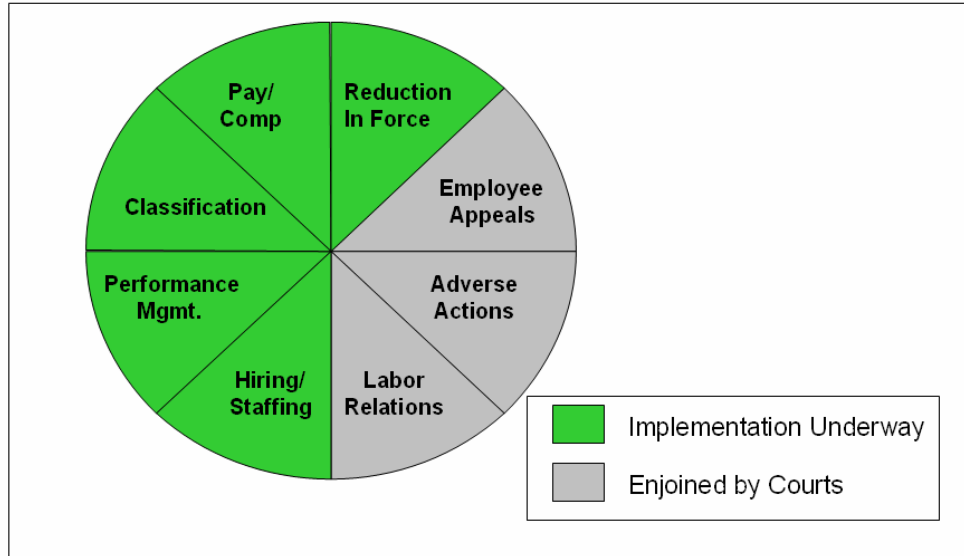 Pay/
Comp
Reduction
In Force
Employee
Appeals
Classification
Performance
Mgmt.
Adverse
Actions
Hiring/
Staffing
Labor
Relations
Implementation Underway
Enjoined by Courts